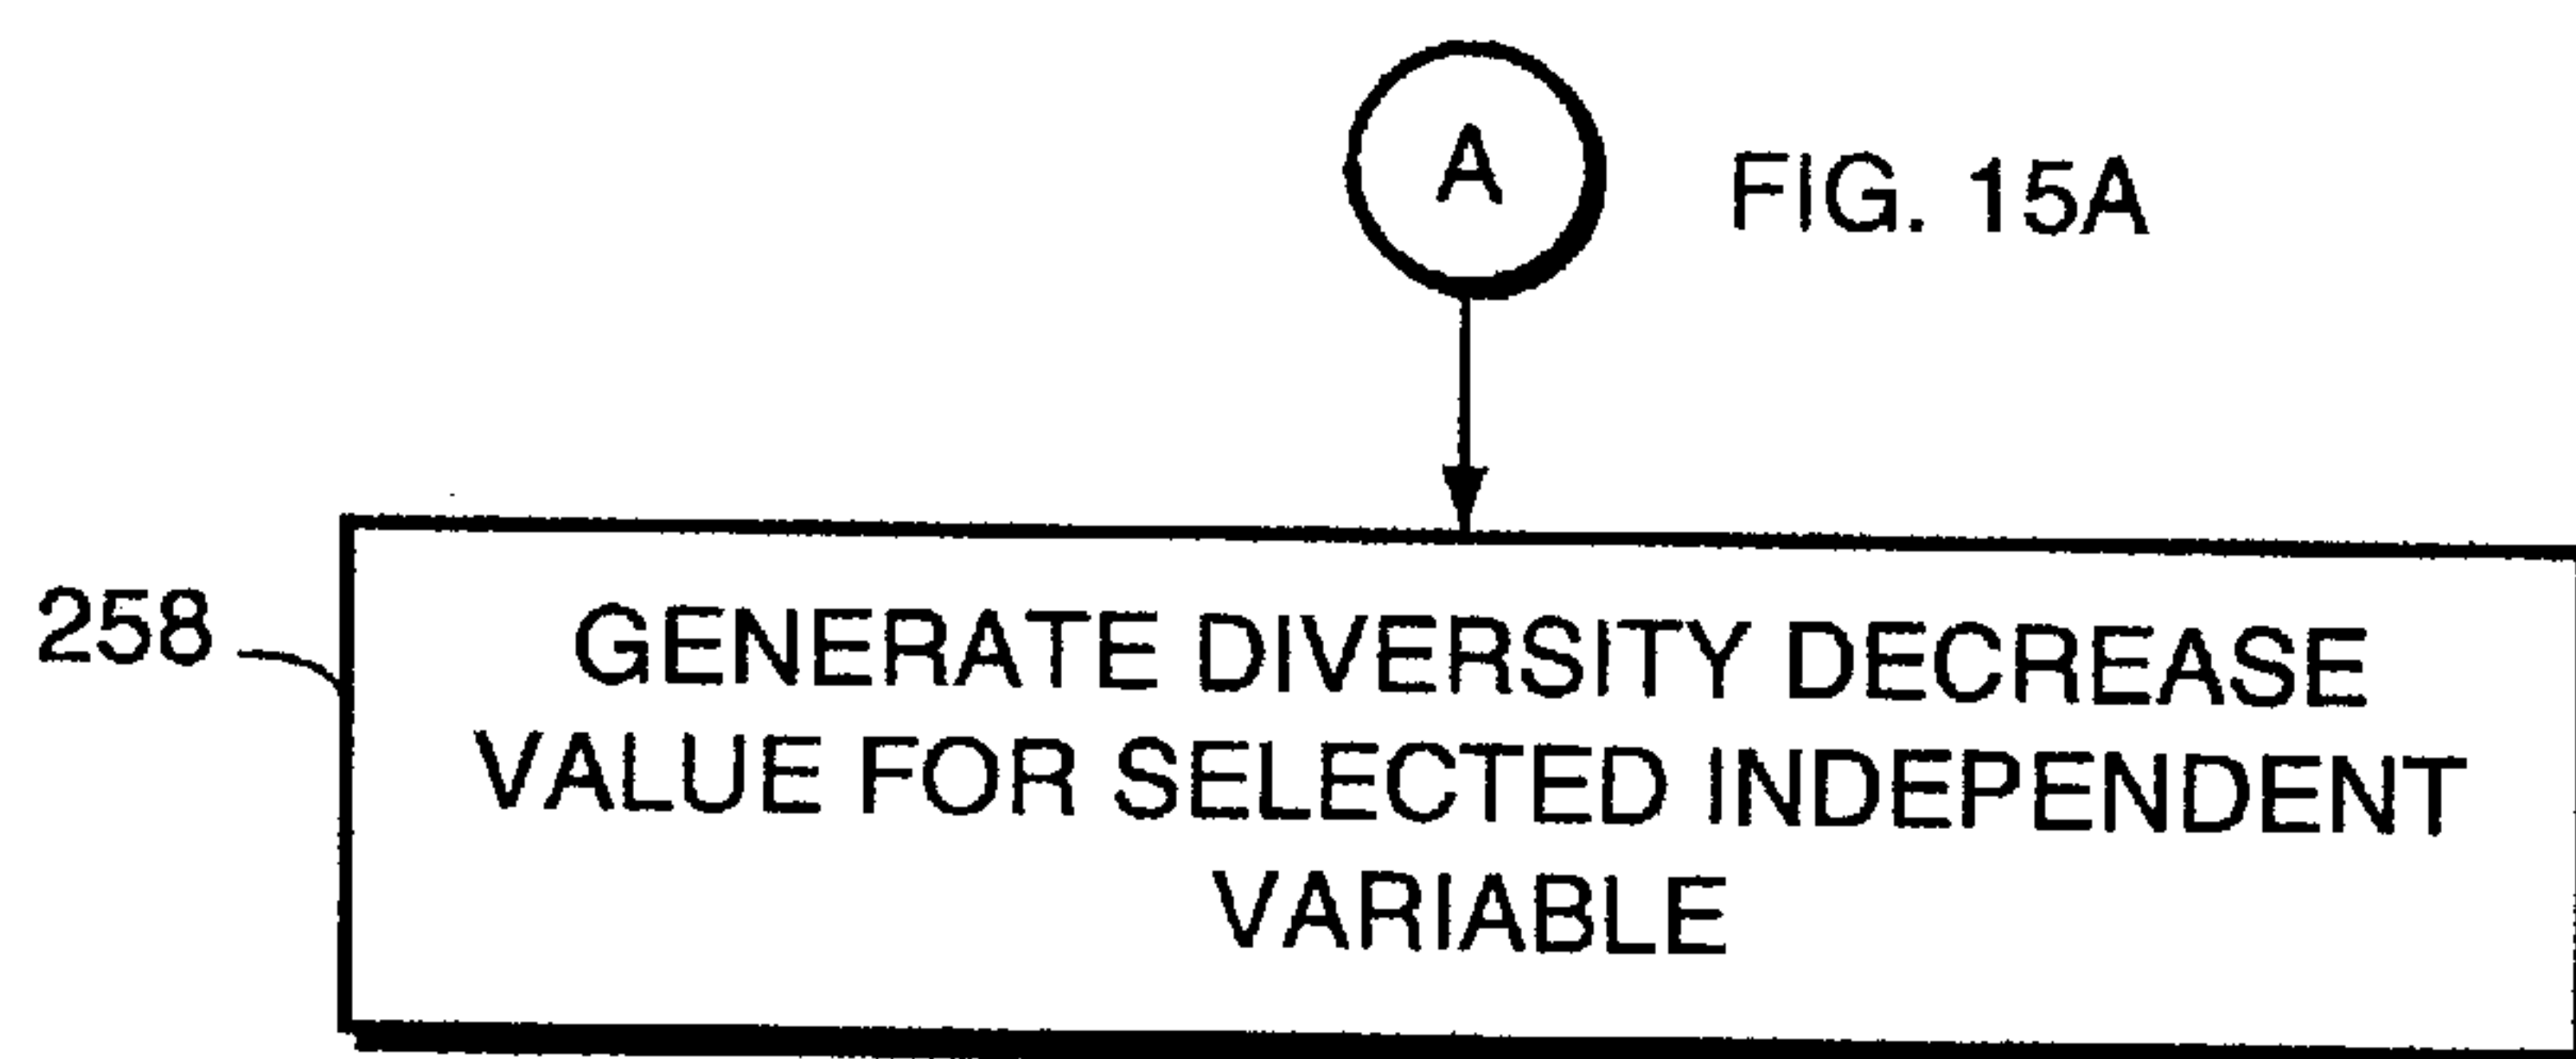 A
FIG. 15A
258
GENERATE DIVERSITY DECREASE
VALUE FOR SELECTED INDEPENDENT
VARIABLE